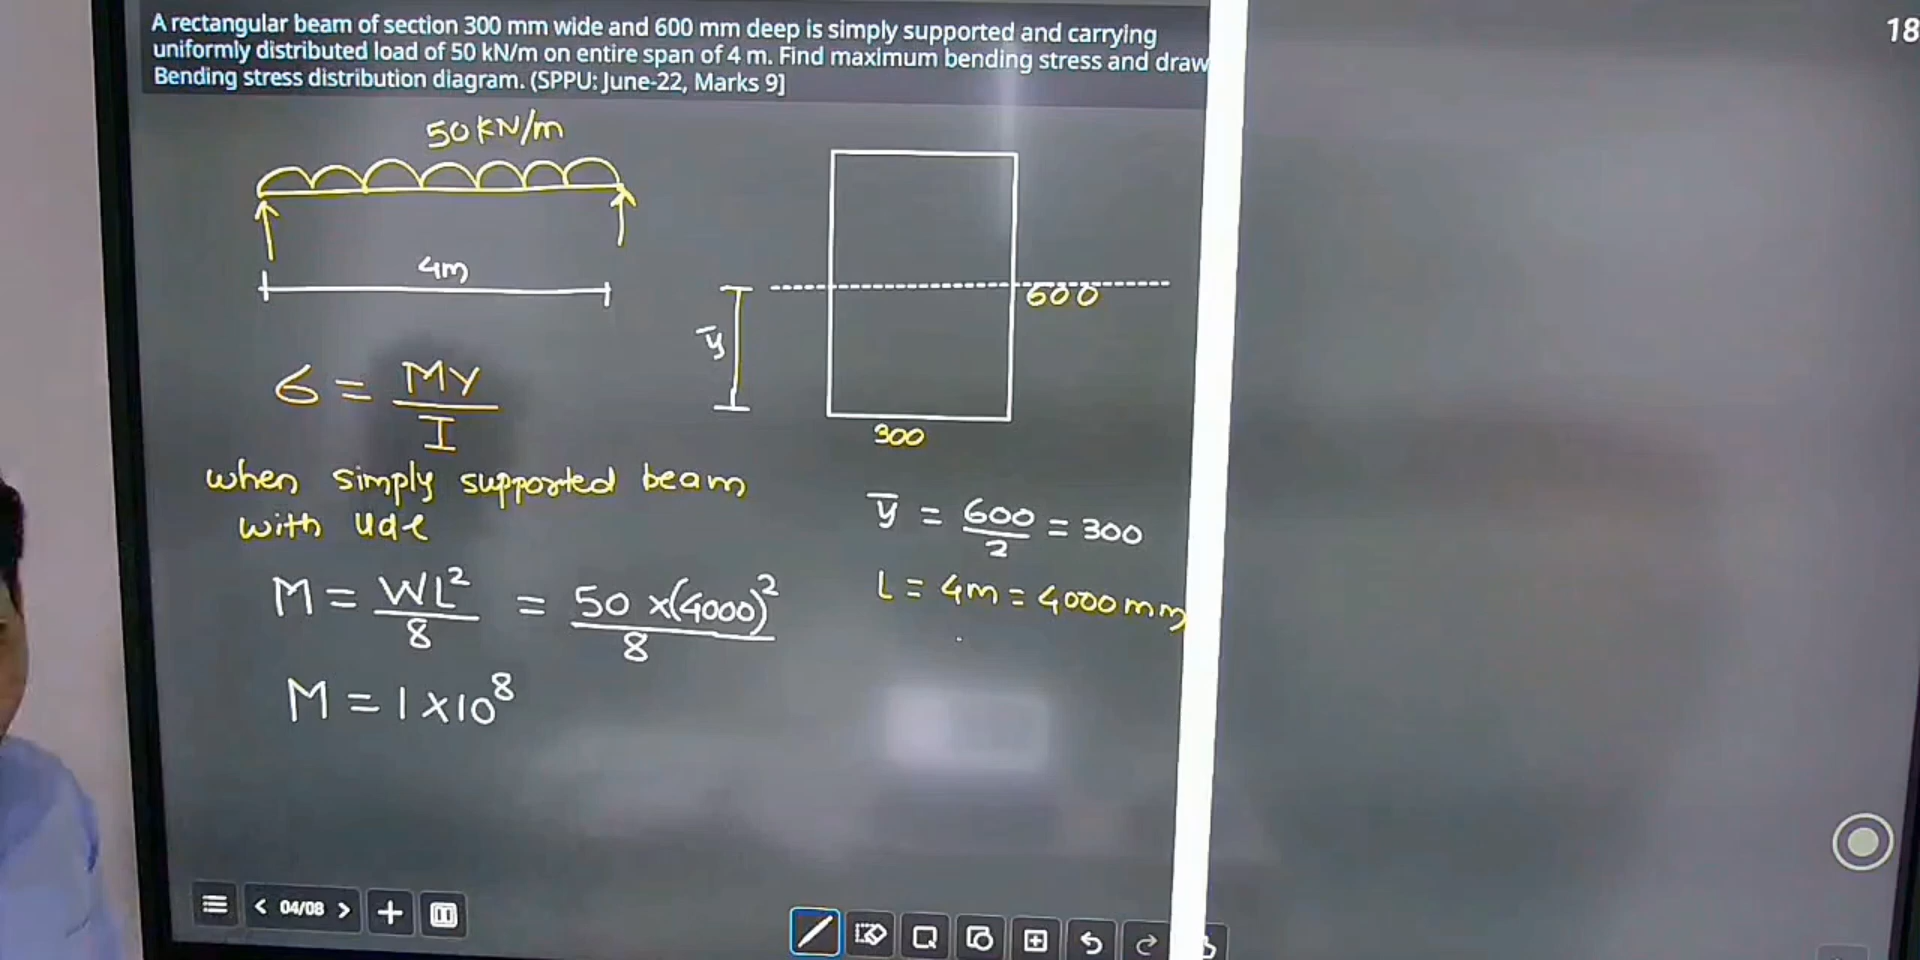 A rectangular beam of section 300 mm wide and 600 mm deep is simply supported and carrying
uniformly distributed load of 50 kN/m on entire span of 4 m. Find maximum bending stress and draw
Bending stress distribution diagram. (SPPU: June-22, Marks 9]
18
50 KN/m
4m
600
ȳ
300
6 = MY/I
when simply supported beam
with udl
ȳ = 600/2 = 300
L = 4m = 4000mm
M = WL²/8 = 50 x(4000)²/8
M = 1 x 10⁸
04/08